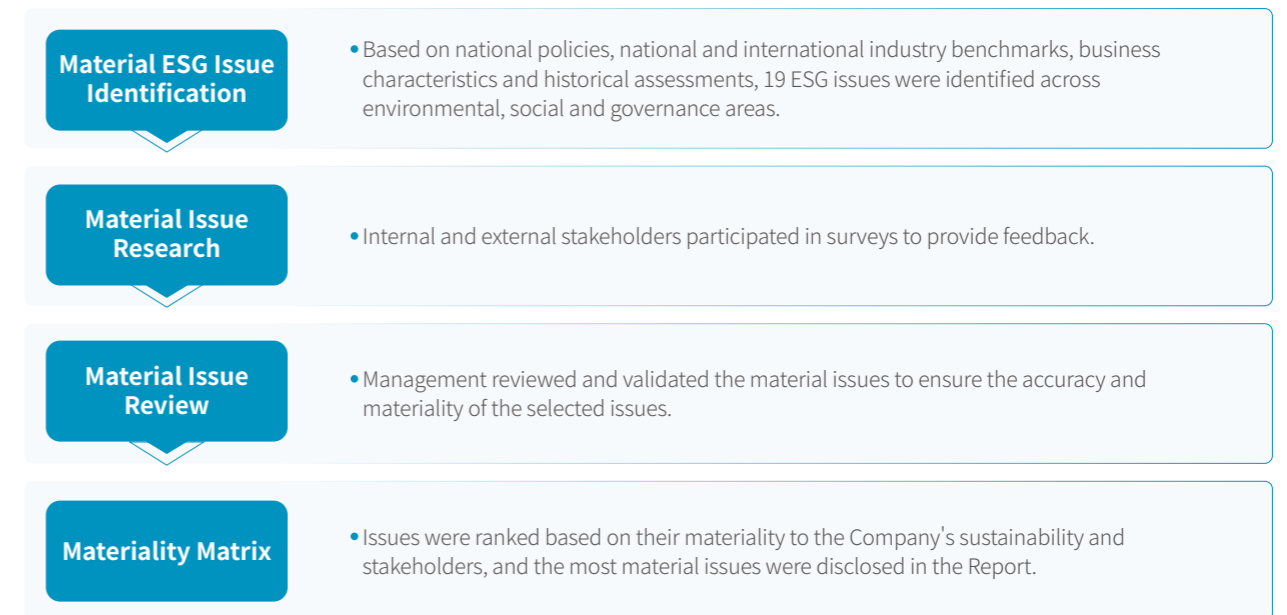 Material ESG Issue
Identification
•Based on national policies, national and international industry benchmarks, business
characteristics and historical assessments, 19 ESG issues were identified across
environmental, social and governance areas.
Material Issue
Research
•Internal and external stakeholders participated in surveys to provide feedback.
Material Issue
Review
•Management reviewed and validated the material issues to ensure the accuracy and
materiality of the selected issues.
Materiality Matrix
•Issues were ranked based on their materiality to the Company's sustainability and
stakeholders, and the most material issues were disclosed in the Report.